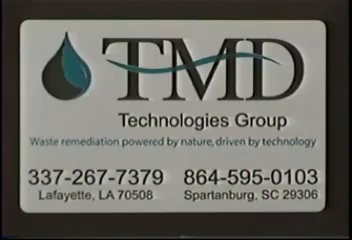 TMD
Technologies Group
Waste remediation powered by nature, driven by technology
337-267-7379 864-595-0103
Lafayette, LA 70508 Spartanburg, SC 29306